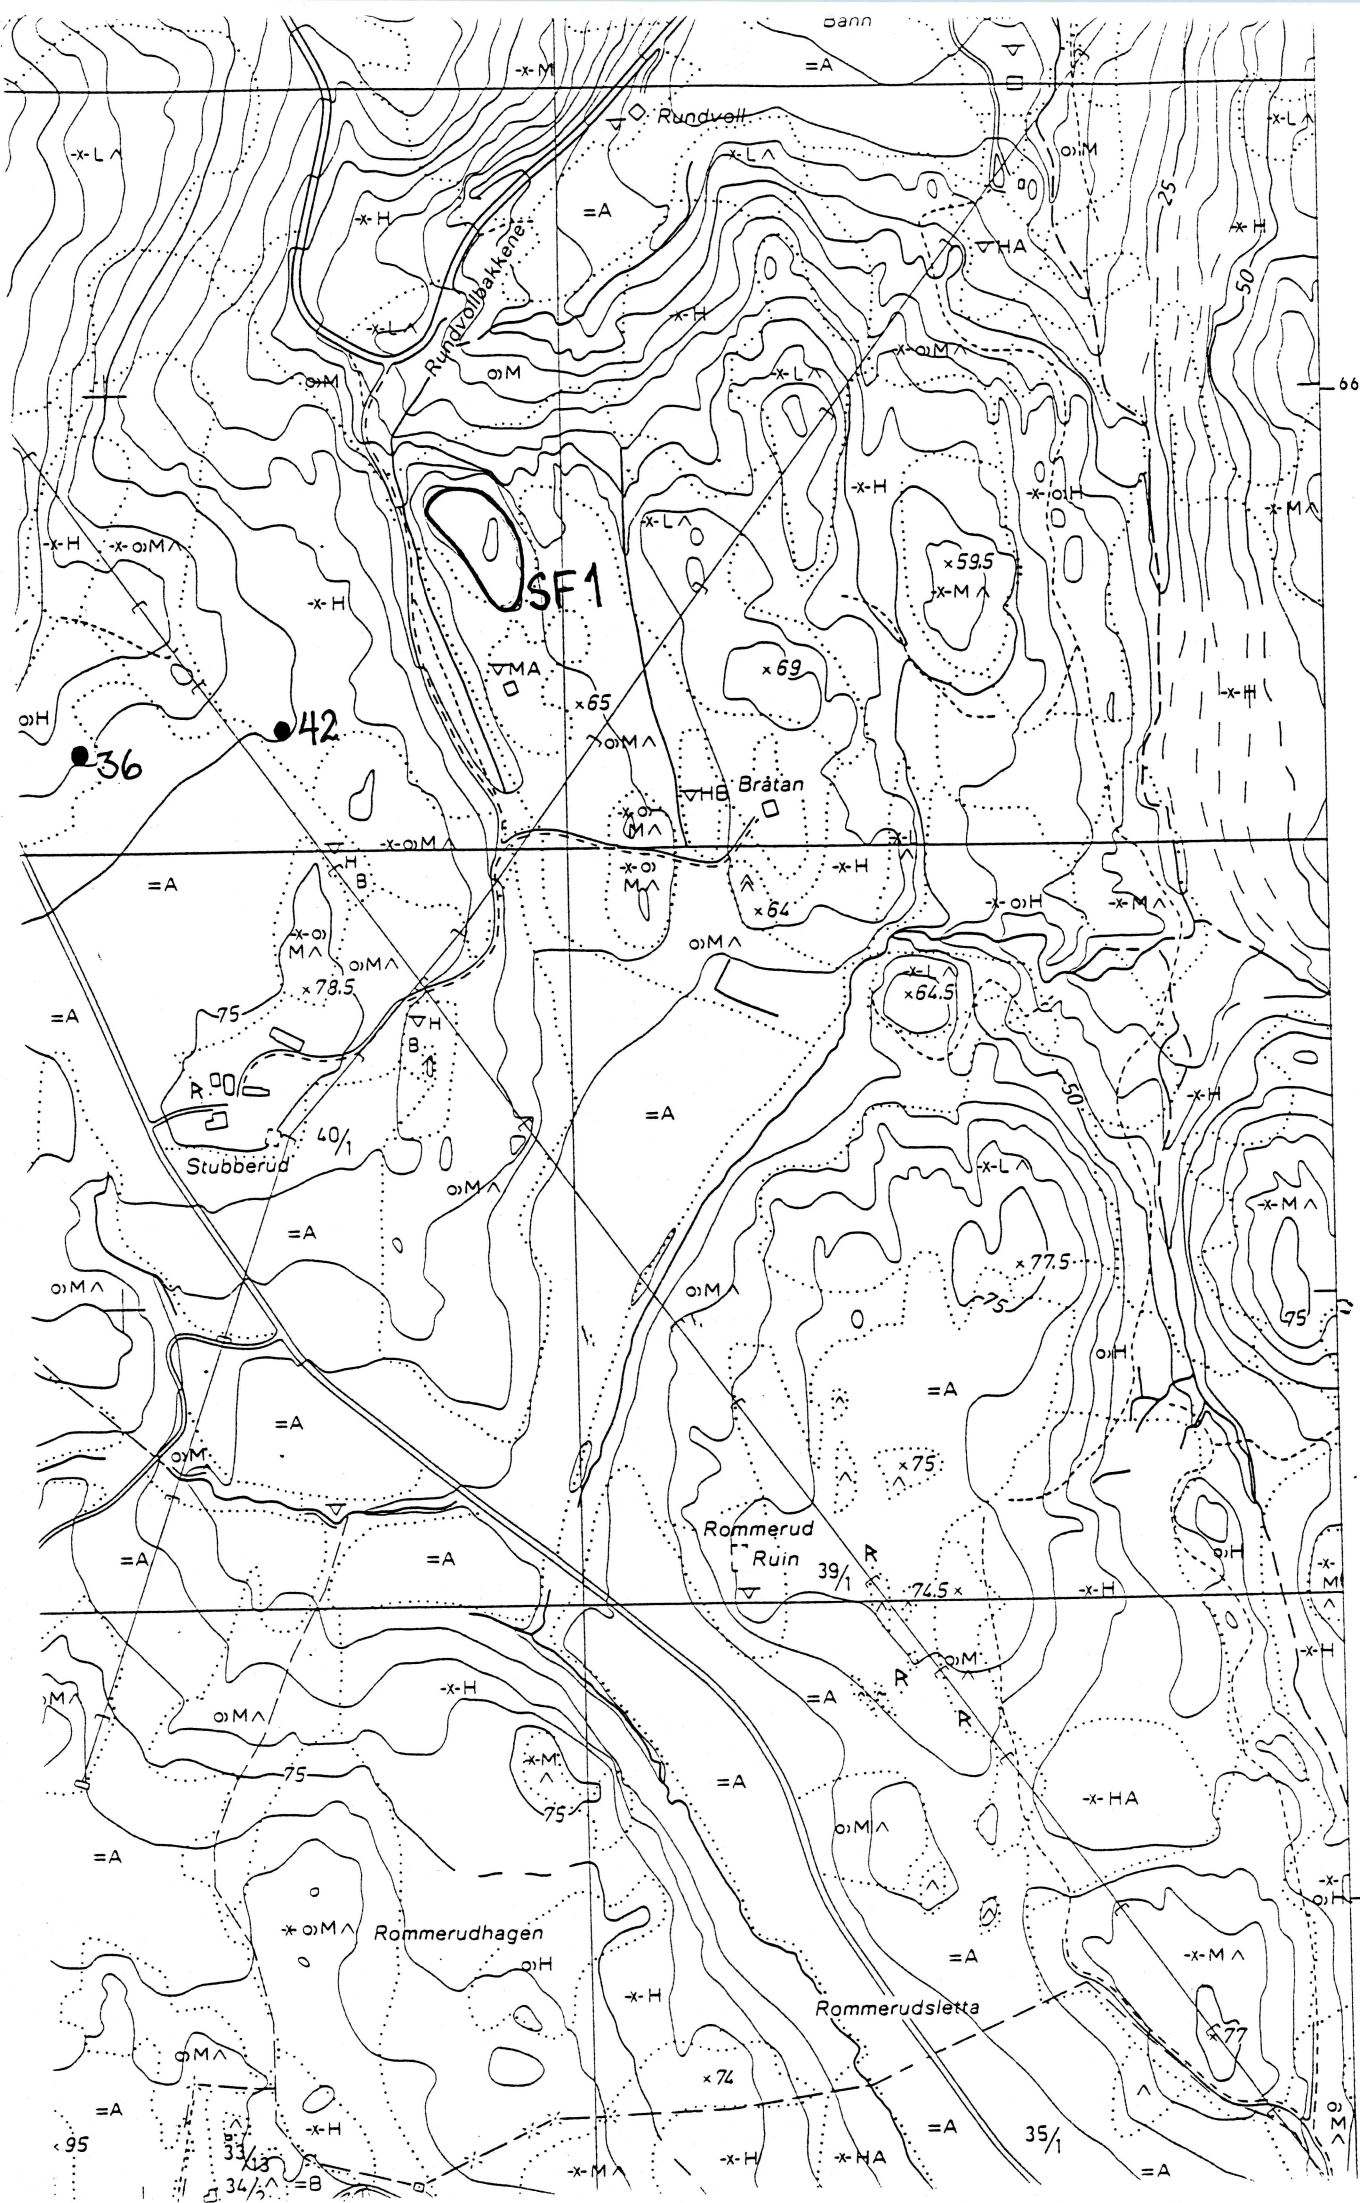 -x- M
=A
Rundvoll
-x- L ^
-x- L ^
-x- L ^
o)M
-x- H
=A
25
-x- H
HA
50
Rundvollbakkene
-x- H
-x- L ^
-x-o)M ^
66
o)M
o)M
-x- L ^
-x- H
-x-o)H
-x- M ^
-x- L ^
-x- H
-x-o)M ^
×59.5
-x- M ^
-x- H
SF1
MA
×69
×65
o)H
42
o)M ^
36
HB
Bråtan
-x-o)
M ^
-x-o)M ^
H
B
=A
-x-o)
M ^
-x- H
×64
-x-o)H
-x- M ^
-x-o)
M ^
o)M ^
o)M ^
-x- L ^
×64.5
×78.5
75
=A
H
B
R
50
-x- H
=A
40/1
Stubberud
-x- L ^
o)M ^
-x- M ^
=A
×77.5
o)M ^
o)M ^
75
75
o)H
=A
=A
o)M
×75
Rommerud
Ruin
R
39/1
74.5 ×
=A
=A
o)H
-x-
M
^
-x- H
-x- H
o)M
^
-x- H
R
=A
R
o)M ^
-x- M
^
75
75
=A
-x- HA
o)M ^
=A
-x-o)M ^
Rommerudhagen
o)H
=A
-x- M ^
-x- H
Rommerudsletta
×77
o)M ^
×74
=A
-x- H
95
33/13
34/2
=B
-x- M ^
-x- H
-x- HA
=A
35/1
=A